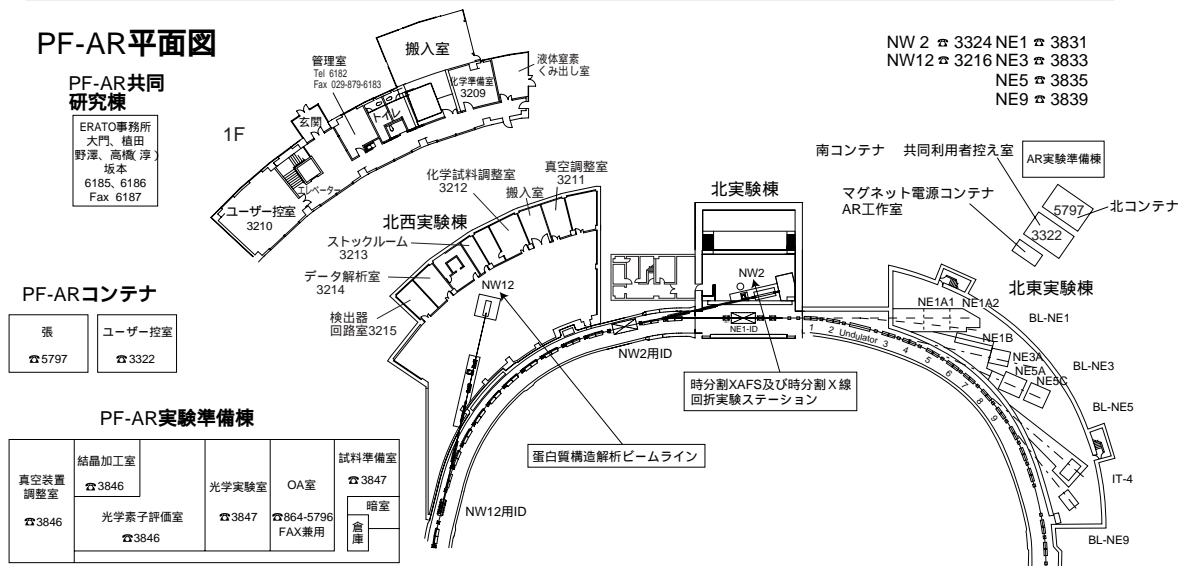 PF-AR平面図
PF-AR共同
研究棟
ERATO事務所
大門、植田
野澤、高橋(淳)
坂本
6185、6186
Fax 6187
1F
管理室
Tel 6182
Fax 029-879-6183
搬入室
液体窒素
くみ出し室
化学準備室
3209
トイレ
玄関
エレベーター
ユーザー控室
3210
NW 2 ☎ 3324 NE1 ☎ 3831
NW12 ☎ 3216 NE3 ☎ 3833
NE5 ☎ 3835
NE9 ☎ 3839
南コンテナ
共同利用者控え室
AR実験準備棟
マグネット電源コンテナ
AR工作室
5797
北コンテナ
3322
北西実験棟
化学試料調整室
3212
搬入室
真空調整室
3211
ストックルーム
3213
データ解析室
3214
検出器
回路室3215
NW12
北実験棟
NW2
NE1-ID
NW2用ID
北東実験棟
NE1A1
NE1A2
BL-NE1
NE1B
NE3A
BL-NE3
NE5A
NE5C
BL-NE5
IT-4
BL-NE9
1 2 Undulator 3 4 5 6 7 8 9
時分割XAFS及び時分割X線
回折実験ステーション
蛋白質構造解析ビームライン
NW12用ID
PF-ARコンテナ
張
☎5797
ユーザー控室
☎3322
PF-AR実験準備棟
真空装置
調整室
☎3846
結晶加工室
☎3846
光学素子評価室
☎3846
光学実験室
☎3847
OA室
☎864-5796
FAX兼用
試料準備室
☎3847
暗室
倉庫